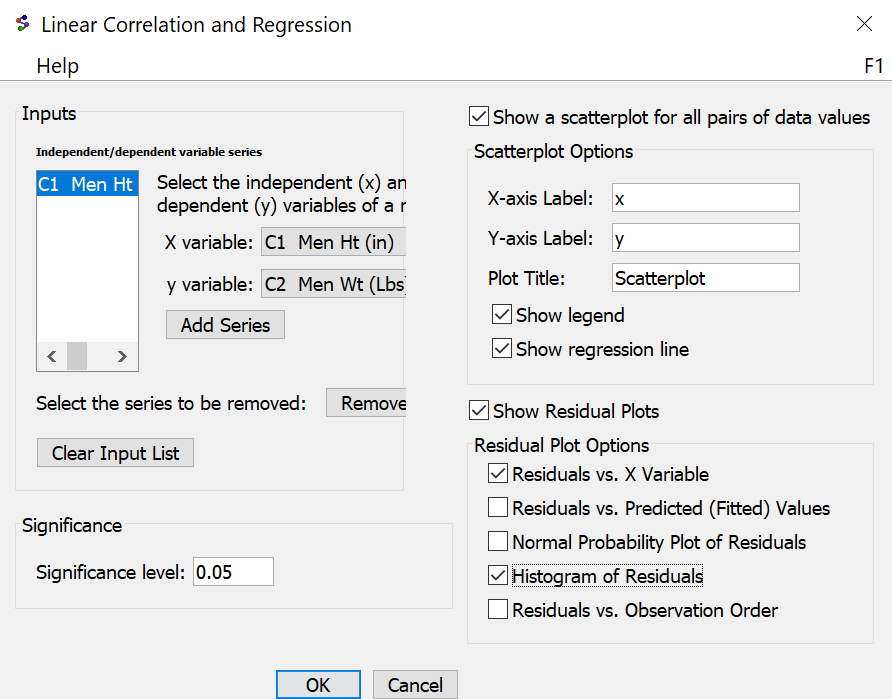 Linear Correlation and Regression
Help F1
Inputs
Independent/dependent variable series
C1 Men Ht
Select the independent (x) an
dependent (y) variables of a r
X variable: C1 Men Ht (in)
y variable: C2 Men Wt (Lbs)
Add Series
Select the series to be removed: Remove
Clear Input List
Significance
Significance level: 0.05
Show a scatterplot for all pairs of data values
Scatterplot Options
X-axis Label: x
Y-axis Label: y
Plot Title: Scatterplot
Show legend
Show regression line
Show Residual Plots
Residual Plot Options
Residuals vs. X Variable
Residuals vs. Predicted (Fitted) Values
Normal Probability Plot of Residuals
Histogram of Residuals
Residuals vs. Observation Order
OK Cancel